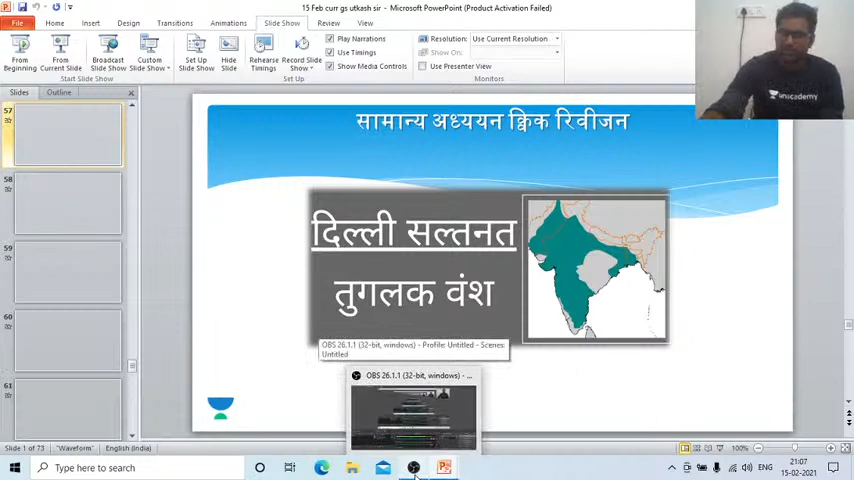 15 Feb curr gs utkash sir - Microsoft PowerPoint (Product Activation Failed)
File Home Insert Design Transitions Animations Slide Show Review View
From Beginning
From Current Slide
Broadcast Slide Show
Custom Slide Show
Set Up Slide Show
Hide Slide
Rehearse Timings
Record Slide Show
Play Narrations
Use Timings
Show Media Controls
Resolution: Use Current Resolution
Show On:
Use Presenter View
Start Slide Show
Set Up
Monitors
Slides Outline
57
58
59
60
61
सामान्य अध्ययन क्विक रिवीजन
दिल्ली सल्तनत
तुगलक वंश
unacademy
OBS 26.1.1 (32-bit, windows) - Profile: Untitled - Scenes:
Untitled
OBS 26.1.1 (32-bit, windows) - ...
Slide 1 of 73 "Waveform" English (India)
100%
Type here to search
ENG
21:07
15-02-2021